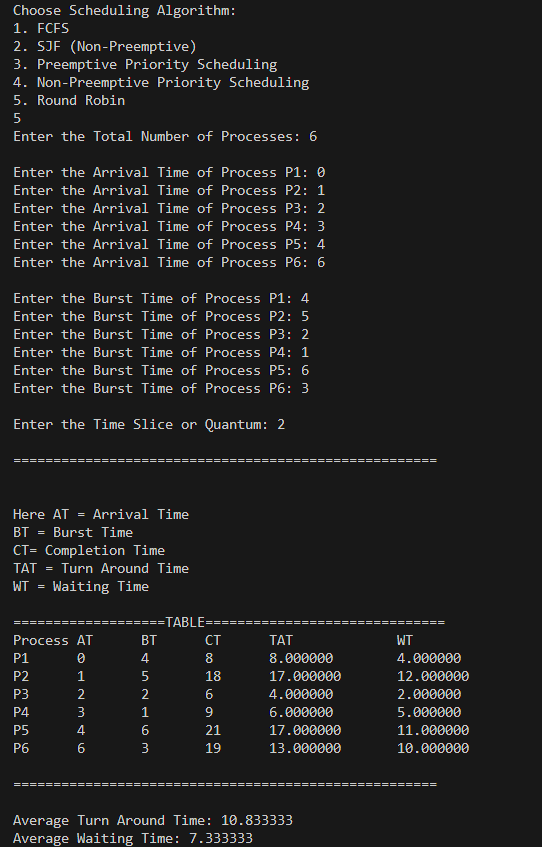 Choose Scheduling Algorithm:
1. FCFS
2. SJF (Non-Preemptive)
3. Preemptive Priority Scheduling
4. Non-Preemptive Priority Scheduling
5. Round Robin
5
Enter the Total Number of Processes: 6
Enter the Arrival Time of Process P1: 0
Enter the Arrival Time of Process P2: 1
Enter the Arrival Time of Process P3: 2
Enter the Arrival Time of Process P4: 3
Enter the Arrival Time of Process P5: 4
Enter the Arrival Time of Process P6: 6
Enter the Burst Time of Process P1: 4
Enter the Burst Time of Process P2: 5
Enter the Burst Time of Process P3: 2
Enter the Burst Time of Process P4: 1
Enter the Burst Time of Process P5: 6
Enter the Burst Time of Process P6: 3
Enter the Time Slice or Quantum: 2
=====================================================
Here AT = Arrival Time
BT = Burst Time
CT= Completion Time
TAT = Turn Around Time
WT = Waiting Time
===================TABLE==============================
Process AT BT CT TAT WT
P1 0 4 8 8.000000 4.000000
P2 1 5 18 17.000000 12.000000
P3 2 2 6 4.000000 2.000000
P4 3 1 9 6.000000 5.000000
P5 4 6 21 17.000000 11.000000
P6 6 3 19 13.000000 10.000000
=====================================================
Average Turn Around Time: 10.833333
Average Waiting Time: 7.333333